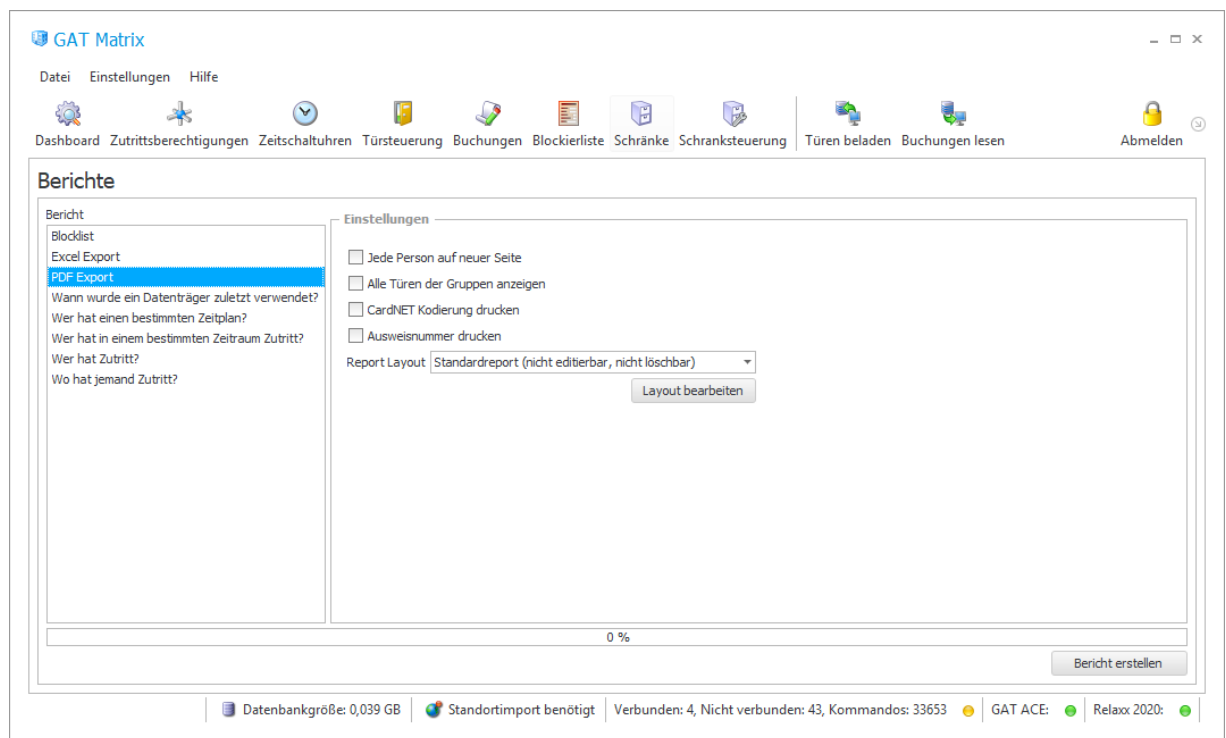 GAT Matrix
Datei Einstellungen Hilfe
Dashboard Zutrittsberechtigungen Zeitschaltuhren Türsteuerung Buchungen Blockierliste Schränke Schranksteuerung Türen beladen Buchungen lesen Abmelden
Berichte
Bericht
Blocklist
Excel Export
PDF Export
Wann wurde ein Datenträger zuletzt verwendet?
Wer hat einen bestimmten Zeitplan?
Wer hat in einem bestimmten Zeitraum Zutritt?
Wer hat Zutritt?
Wo hat jemand Zutritt?
Einstellungen
Jede Person auf neuer Seite
Alle Türen der Gruppen anzeigen
CardNET Kodierung drucken
Ausweisnummer drucken
Report Layout Standardreport (nicht editierbar, nicht löschbar)
Layout bearbeiten
0 %
Bericht erstellen
Datenbankgröße: 0,039 GB Standortimport benötigt Verbunden: 4, Nicht verbunden: 43, Kommandos: 33653 GAT ACE: Relaxx 2020: